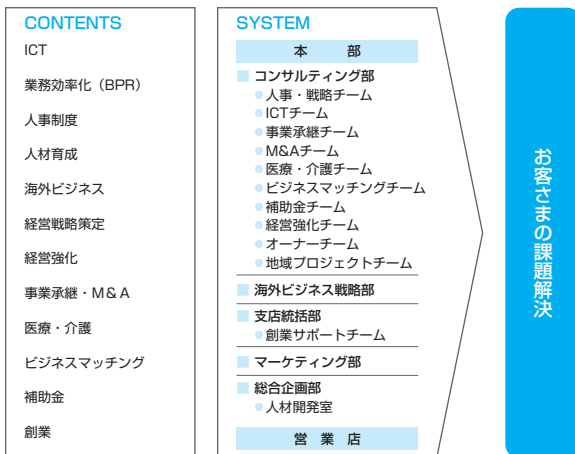 CONTENTS
ICT
業務効率化（BPR）
人事制度
人材育成
海外ビジネス
経営戦略策定
経営強化
事業承継・M＆A
医療・介護
ビジネスマッチング
補助金
創業
SYSTEM
本　部
コンサルティング部
人事・戦略チーム
ICTチーム
事業承継チーム
M&Aチーム
医療・介護チーム
ビジネスマッチングチーム
補助金チーム
経営強化チーム
オーナーチーム
地域プロジェクトチーム
海外ビジネス戦略部
支店統括部
創業サポートチーム
マーケティング部
総合企画部
人材開発室
営 業 店
お客さまの課題解決